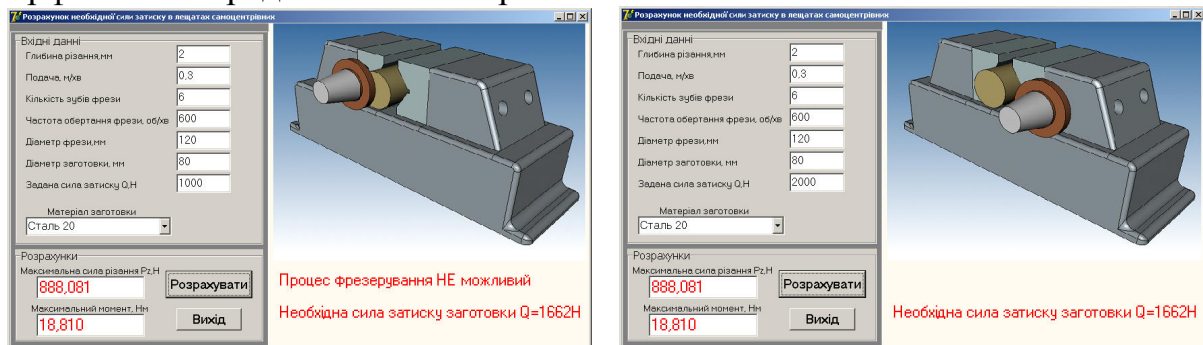 Розрахунок необхідної сили затиску в лещатах самоцентрівних
Вхідні данні
Глибина різання,мм
2
Подача, м/хв
0,3
Кількість зубів фрези
6
Частота обертання фрези, об/хв
600
Діаметр фрези,мм
120
Діаметр заготовки, мм
80
Задана сила затиску Q,Н
1000
Матеріал заготовки
Сталь 20
Розрахунки
Максимальна сила різання Pz,Н
888,081
Розрахувати
Максимальний момент, Нм
18,810
Вихід
Процес фрезерування НЕ можливий
Необхідна сила затиску заготовки Q=1662Н
Розрахунок необхідної сили затиску в лещатах самоцентрівних
Вхідні данні
Глибина різання,мм
2
Подача, м/хв
0,3
Кількість зубів фрези
6
Частота обертання фрези, об/хв
600
Діаметр фрези,мм
120
Діаметр заготовки, мм
80
Задана сила затиску Q,Н
2000
Матеріал заготовки
Сталь 20
Розрахунки
Максимальна сила різання Pz,Н
888,081
Розрахувати
Максимальний момент, Нм
18,810
Вихід
Необхідна сила затиску заготовки Q=1662Н